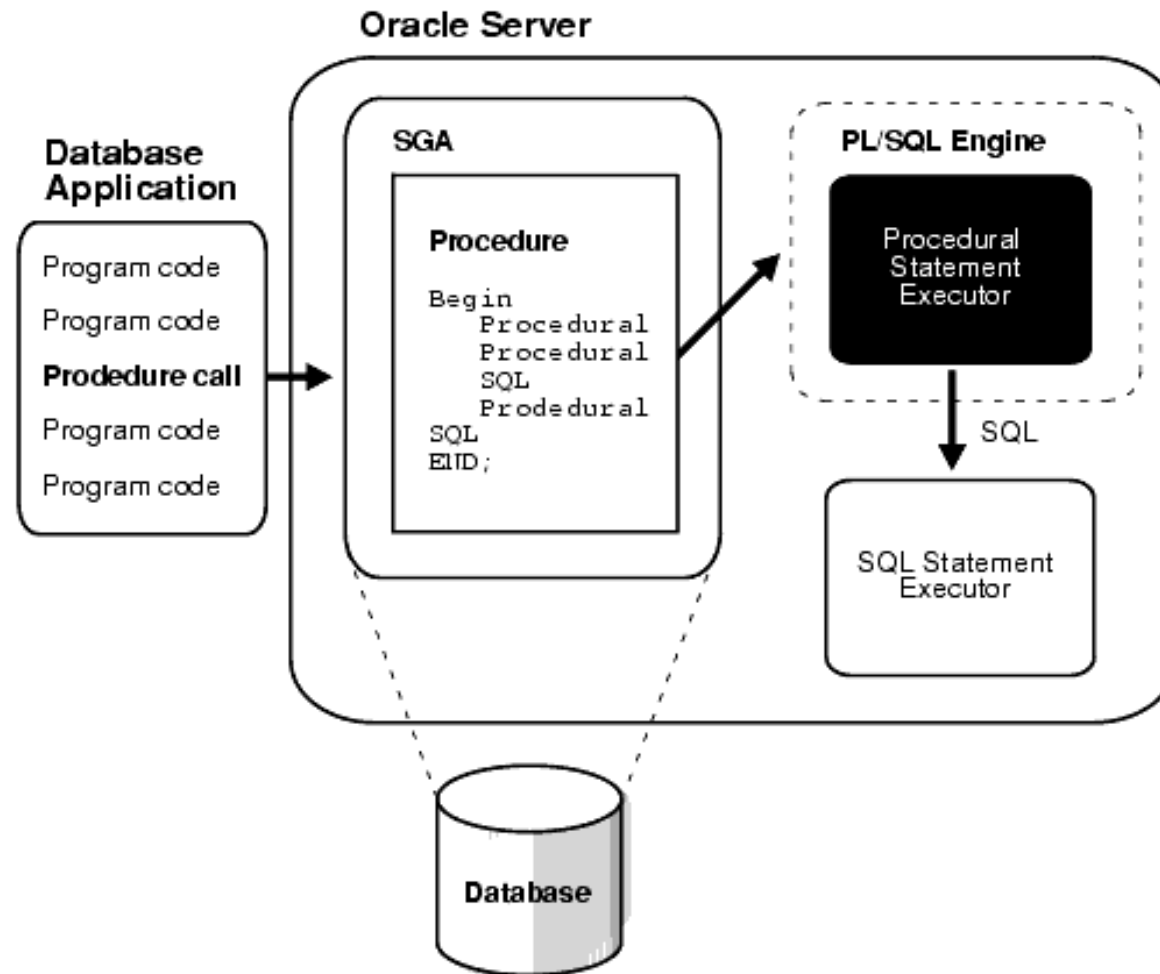 Oracle Server
Database
Application
Program code
Program code
Prodedure call
Program code
Program code
SGA
Procedure
Begin
Procedural
Procedural
SQL
Prodedural
SQL
EUD;
PL/SQL Engine
Procedural
Statement
Executor
SQL
SQL Statement
Executor
Database